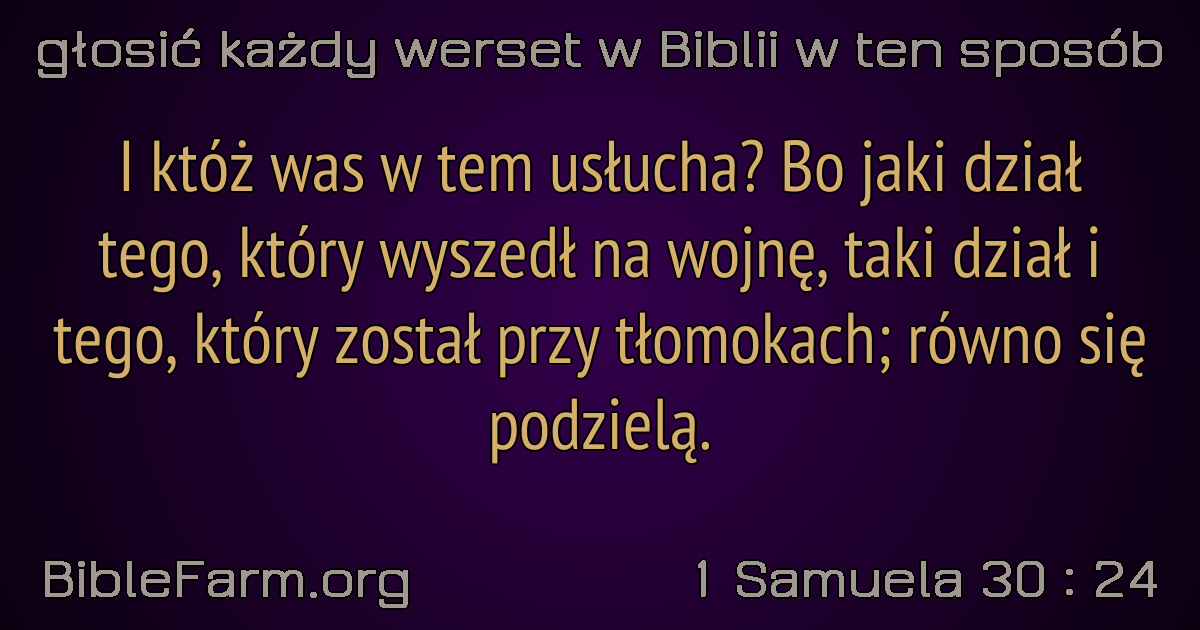 głosić każdy werset w Biblii w ten sposób
I któż was w tem usłucha? Bo jaki dział
tego, który wyszedł na wojnę, taki dział i
tego, który został przy tłomokach; równo się
podzielą.
BibleFarm.org
1 Samuela 30 : 24